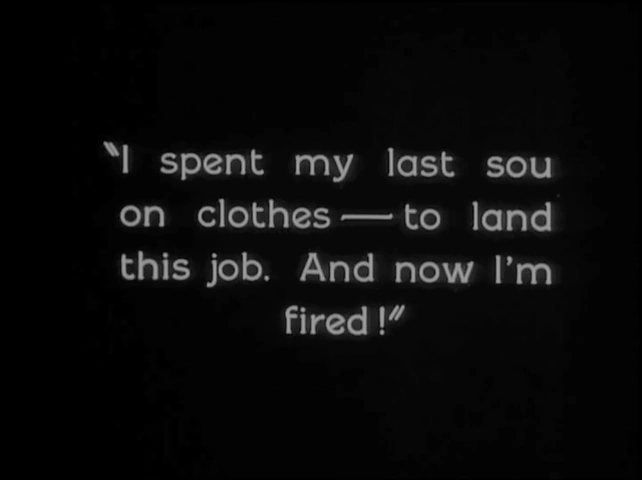 "I spent my last sou
on clothes — to land
this job. And now I'm
fired!"